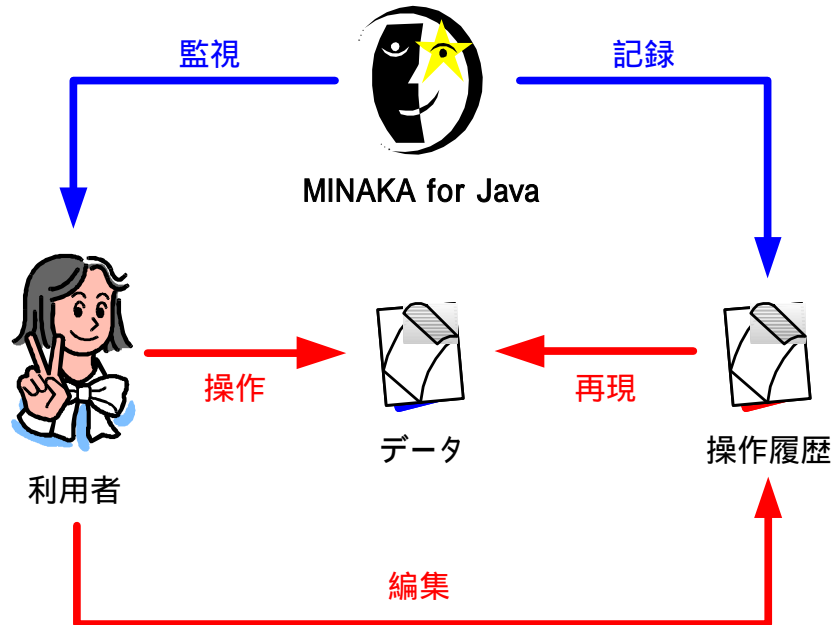 監視
記録
MINAKA for Java
操作
再現
データ
操作履歴
利用者
編集